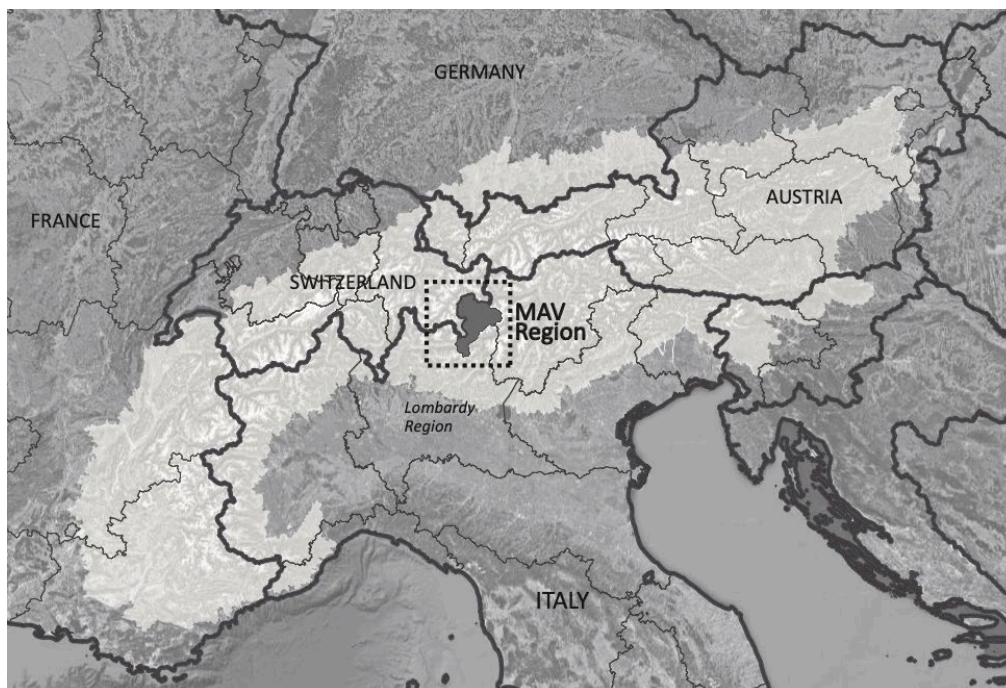 GERMANY
FRANCE
AUSTRIA
SWITZERLAND
MAV
Region
Lombardy
Region
ITALY